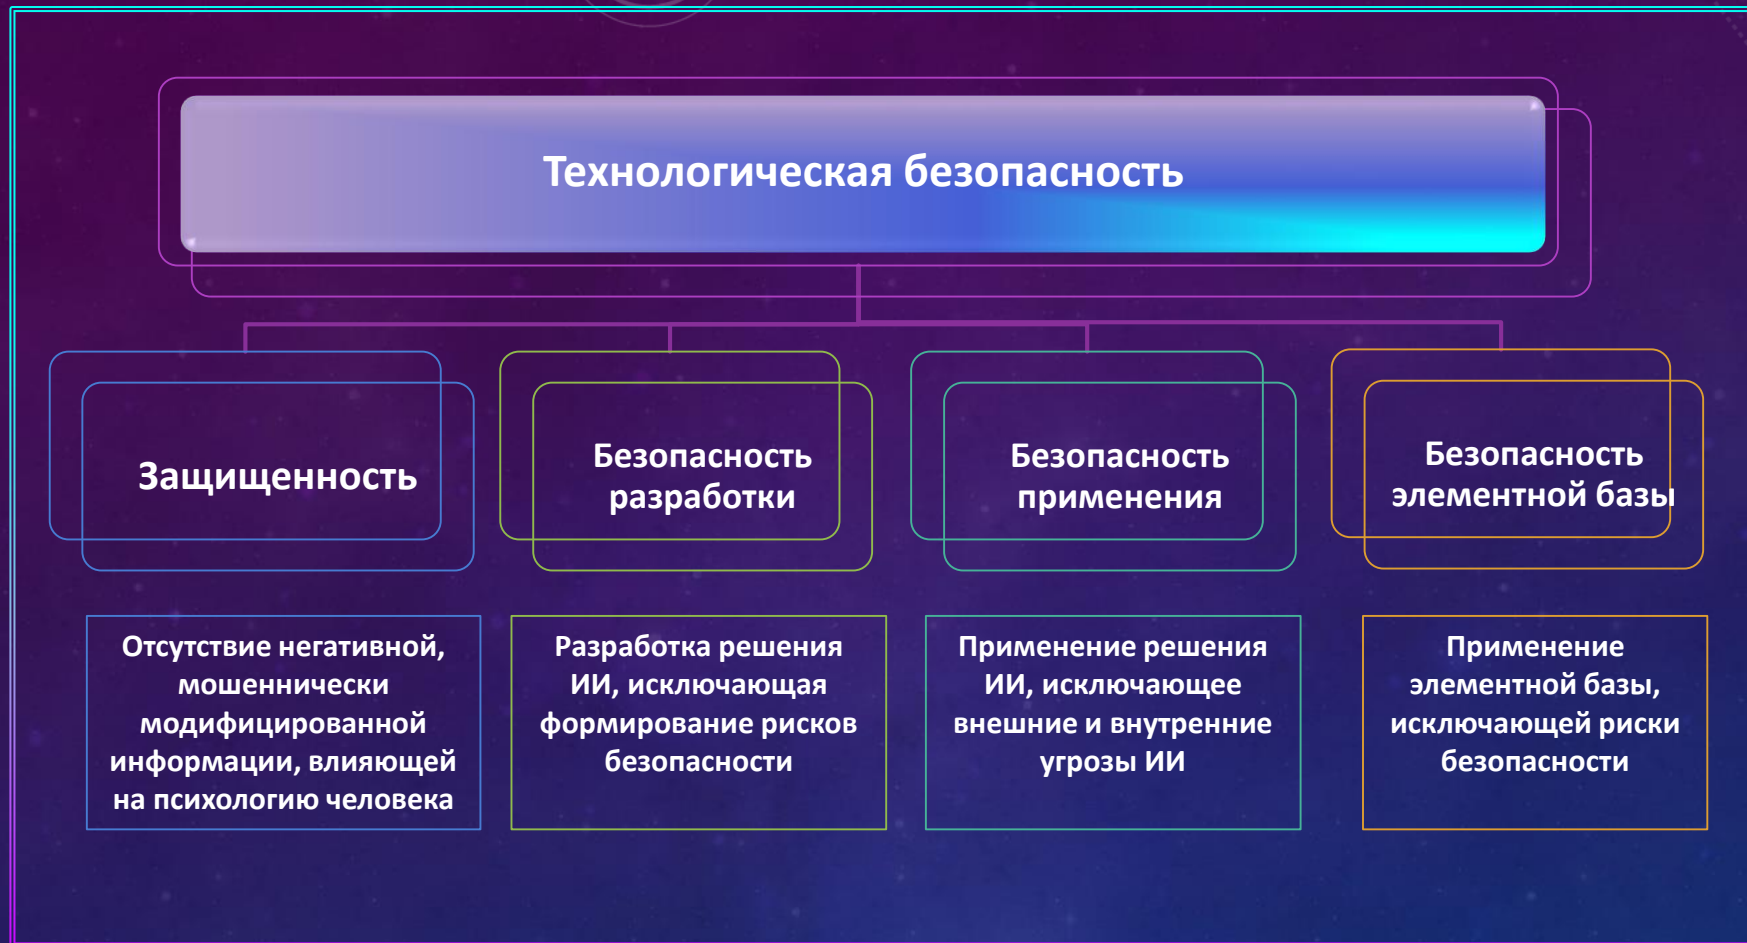 Технологическая безопасность
Защищенность
Безопасность
разработки
Безопасность
применения
Безопасность
элементной базы
Отсутствие негативной,
мошеннически
модифицированной
информации, влияющей
на психологию человека
Разработка решения
ИИ, исключающая
формирование рисков
безопасности
Применение решения
ИИ, исключающее
внешние и внутренние
угрозы ИИ
Применение
элементной базы,
исключающей риски
безопасности